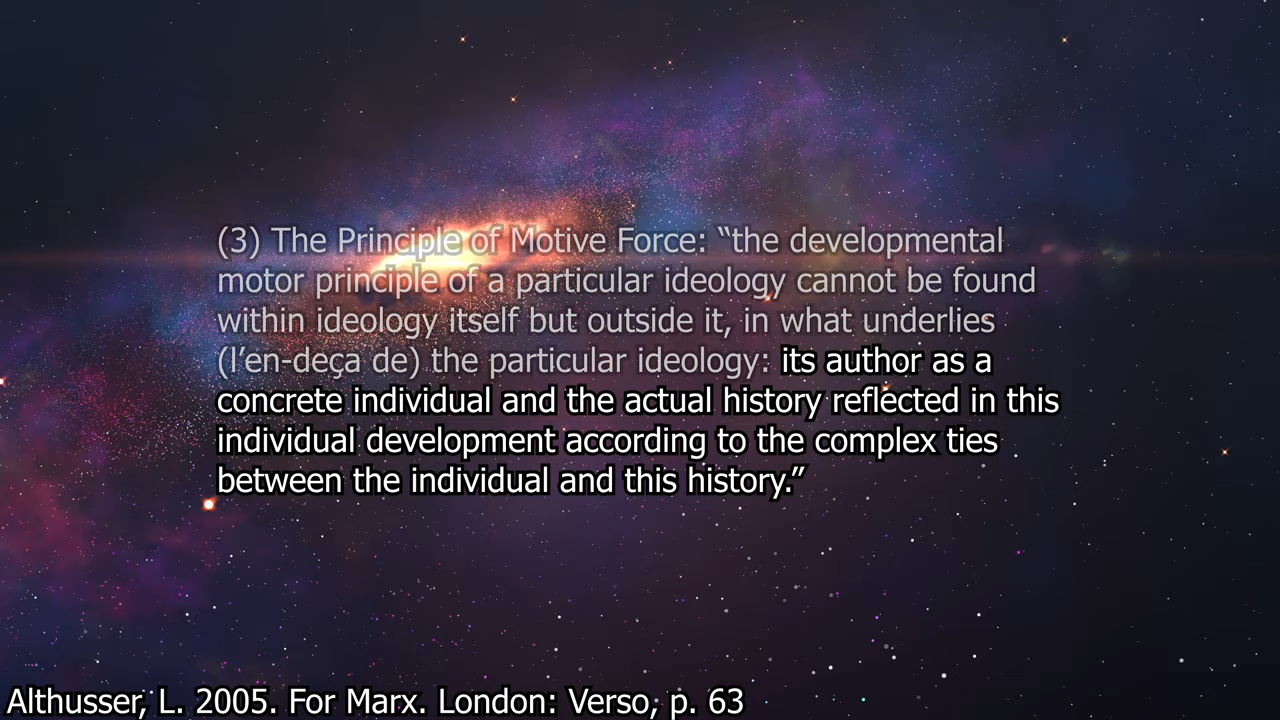 (3) The Principle of Motive Force: “the developmental
motor principle of a particular ideology cannot be found
within ideology itself but outside it, in what underlies
(l’en-deça de) the particular ideology: its author as a
concrete individual and the actual history reflected in this
individual development according to the complex ties
between the individual and this history.”
Althusser, L. 2005. For Marx. London: Verso, p. 63